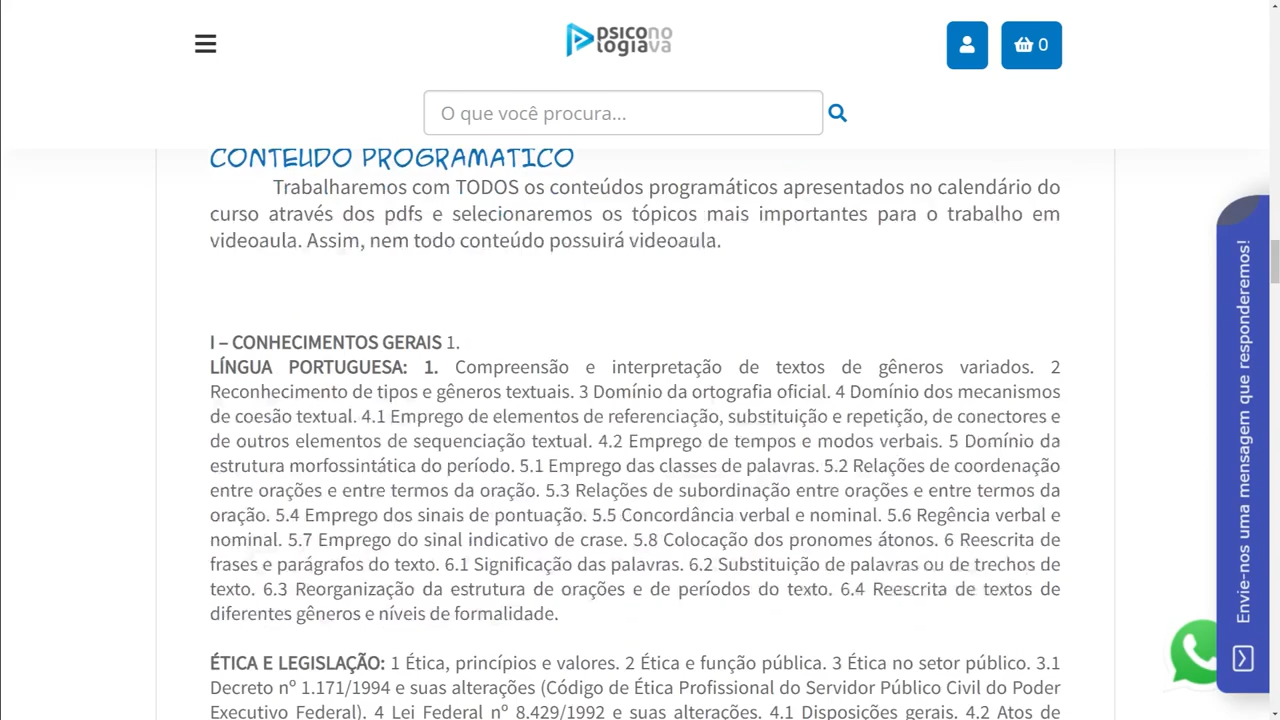 psicono
logiava
0
O que você procura...
CONTEÚDO PROGRAMÁTICO
Trabalharemos com TODOS os conteúdos programáticos apresentados no calendário do
curso através dos pdfs e selecionaremos os tópicos mais importantes para o trabalho em
videoaula. Assim, nem todo conteúdo possuirá videoaula.
I – CONHECIMENTOS GERAIS 1.
LÍNGUA PORTUGUESA: 1. Compreensão e interpretação de textos de gêneros variados. 2
Reconhecimento de tipos e gêneros textuais. 3 Domínio da ortografia oficial. 4 Domínio dos mecanismos
de coesão textual. 4.1 Emprego de elementos de referenciação, substituição e repetição, de conectores e
de outros elementos de sequenciação textual. 4.2 Emprego de tempos e modos verbais. 5 Domínio da
estrutura morfossintática do período. 5.1 Emprego das classes de palavras. 5.2 Relações de coordenação
entre orações e entre termos da oração. 5.3 Relações de subordinação entre orações e entre termos da
oração. 5.4 Emprego dos sinais de pontuação. 5.5 Concordância verbal e nominal. 5.6 Regência verbal e
nominal. 5.7 Emprego do sinal indicativo de crase. 5.8 Colocação dos pronomes átonos. 6 Reescrita de
frases e parágrafos do texto. 6.1 Significação das palavras. 6.2 Substituição de palavras ou de trechos de
texto. 6.3 Reorganização da estrutura de orações e de períodos do texto. 6.4 Reescrita de textos de
diferentes gêneros e níveis de formalidade.
ÉTICA E LEGISLAÇÃO: 1 Ética, princípios e valores. 2 Ética e função pública. 3 Ética no setor público. 3.1
Decreto nº 1.171/1994 e suas alterações (Código de Ética Profissional do Servidor Público Civil do Poder
Executivo Federal). 4 Lei Federal nº 8.429/1992 e suas alterações. 4.1 Disposições gerais. 4.2 Atos de
Envie-nos uma mensagem que responderemos!